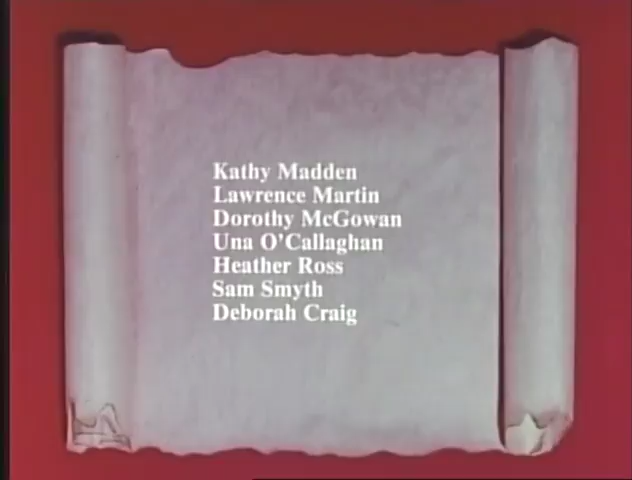 Kathy Madden
Lawrence Martin
Dorothy McGowan
Una O'Callaghan
Heather Ross
Sam Smyth
Deborah Craig